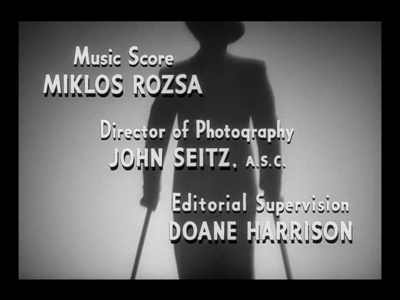 Music Score
MIKLOS ROZSA
Director of Photography
JOHN SEITZ, A.S.C.
Editorial Supervision
DOANE HARRISON